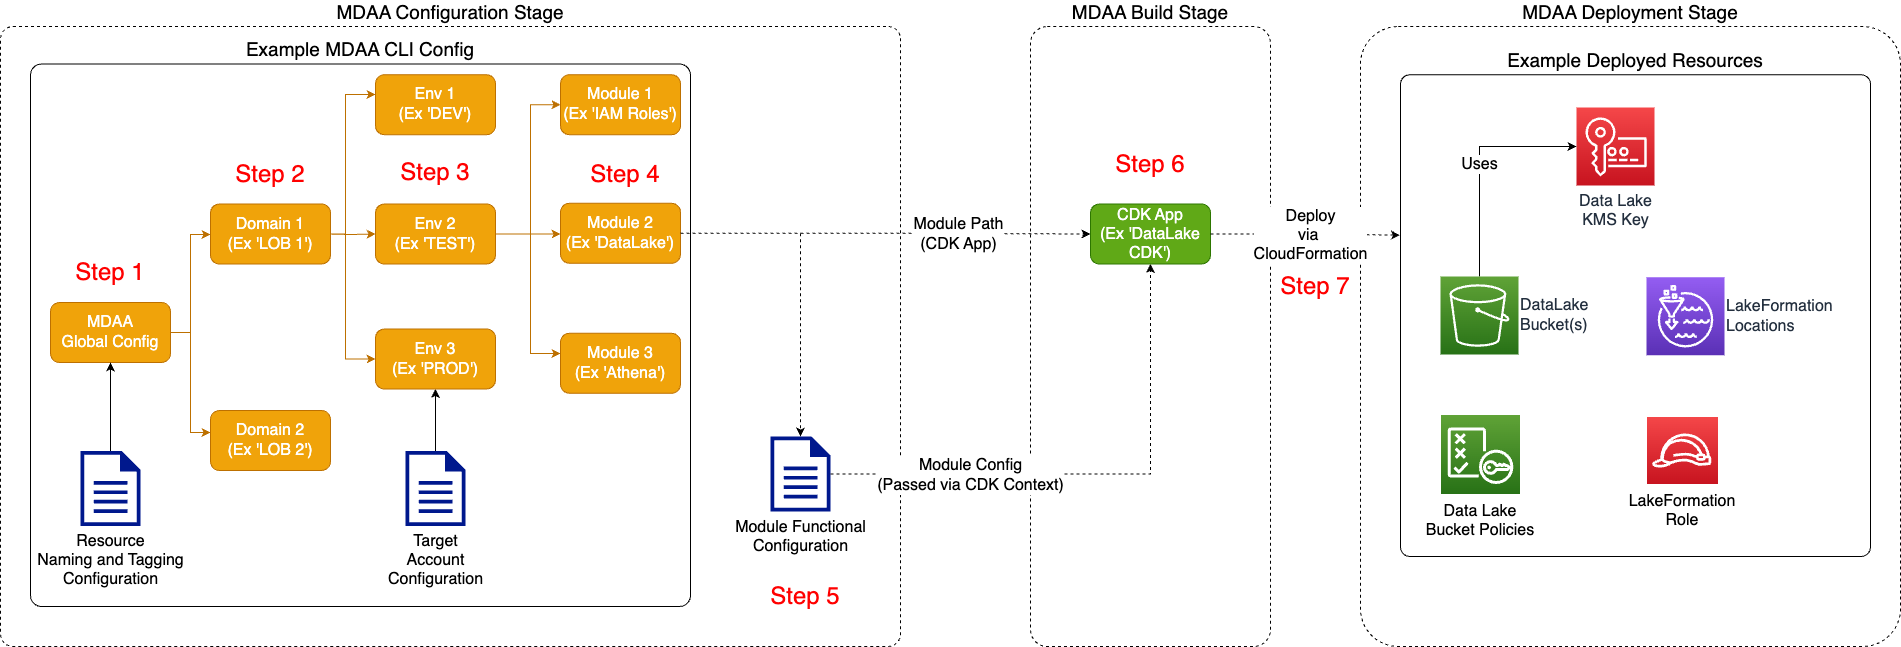 MDAA Configuration Stage
MDAA Build Stage
MDAA Deployment Stage
Example MDAA CLI Config
Example Deployed Resources
Step 1
MDAA
Global Config
Resource
Naming and Tagging
Configuration
Step 2
Domain 1
(Ex 'LOB 1')
Domain 2
(Ex 'LOB 2')
Env 1
(Ex 'DEV')
Step 3
Env 2
(Ex 'TEST')
Env 3
(Ex 'PROD')
Target
Account
Configuration
Module 1
(Ex 'IAM Roles')
Step 4
Module 2
(Ex 'DataLake')
Module 3
(Ex 'Athena')
Module Functional
Configuration
Step 5
Module Path
(CDK App)
Module Config
(Passed via CDK Context)
Step 6
CDK App
(Ex 'DataLake
CDK')
Deploy
via
CloudFormation
Step 7
Uses
Data Lake
KMS Key
DataLake
Bucket(s)
LakeFormation
Locations
Data Lake
Bucket Policies
LakeFormation
Role